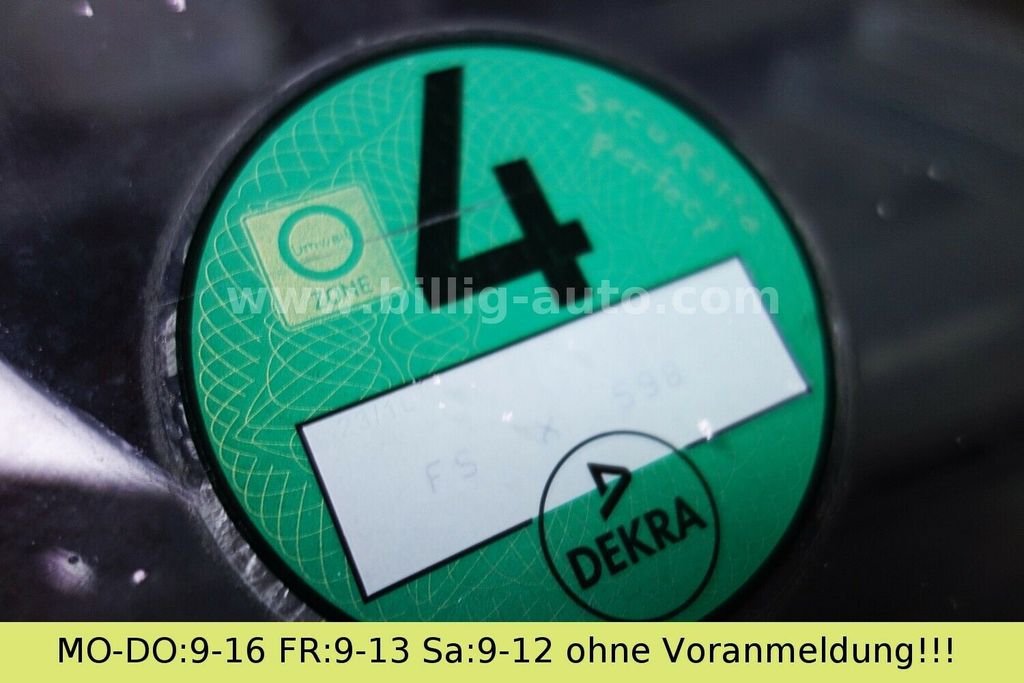 4
Securasta
Perfect
Umwelt
ZONE
www.billig-auto.com
FS X 598
DEKRA
MO-DO:9-16 FR:9-13 Sa:9-12 ohne Voranmeldung!!!